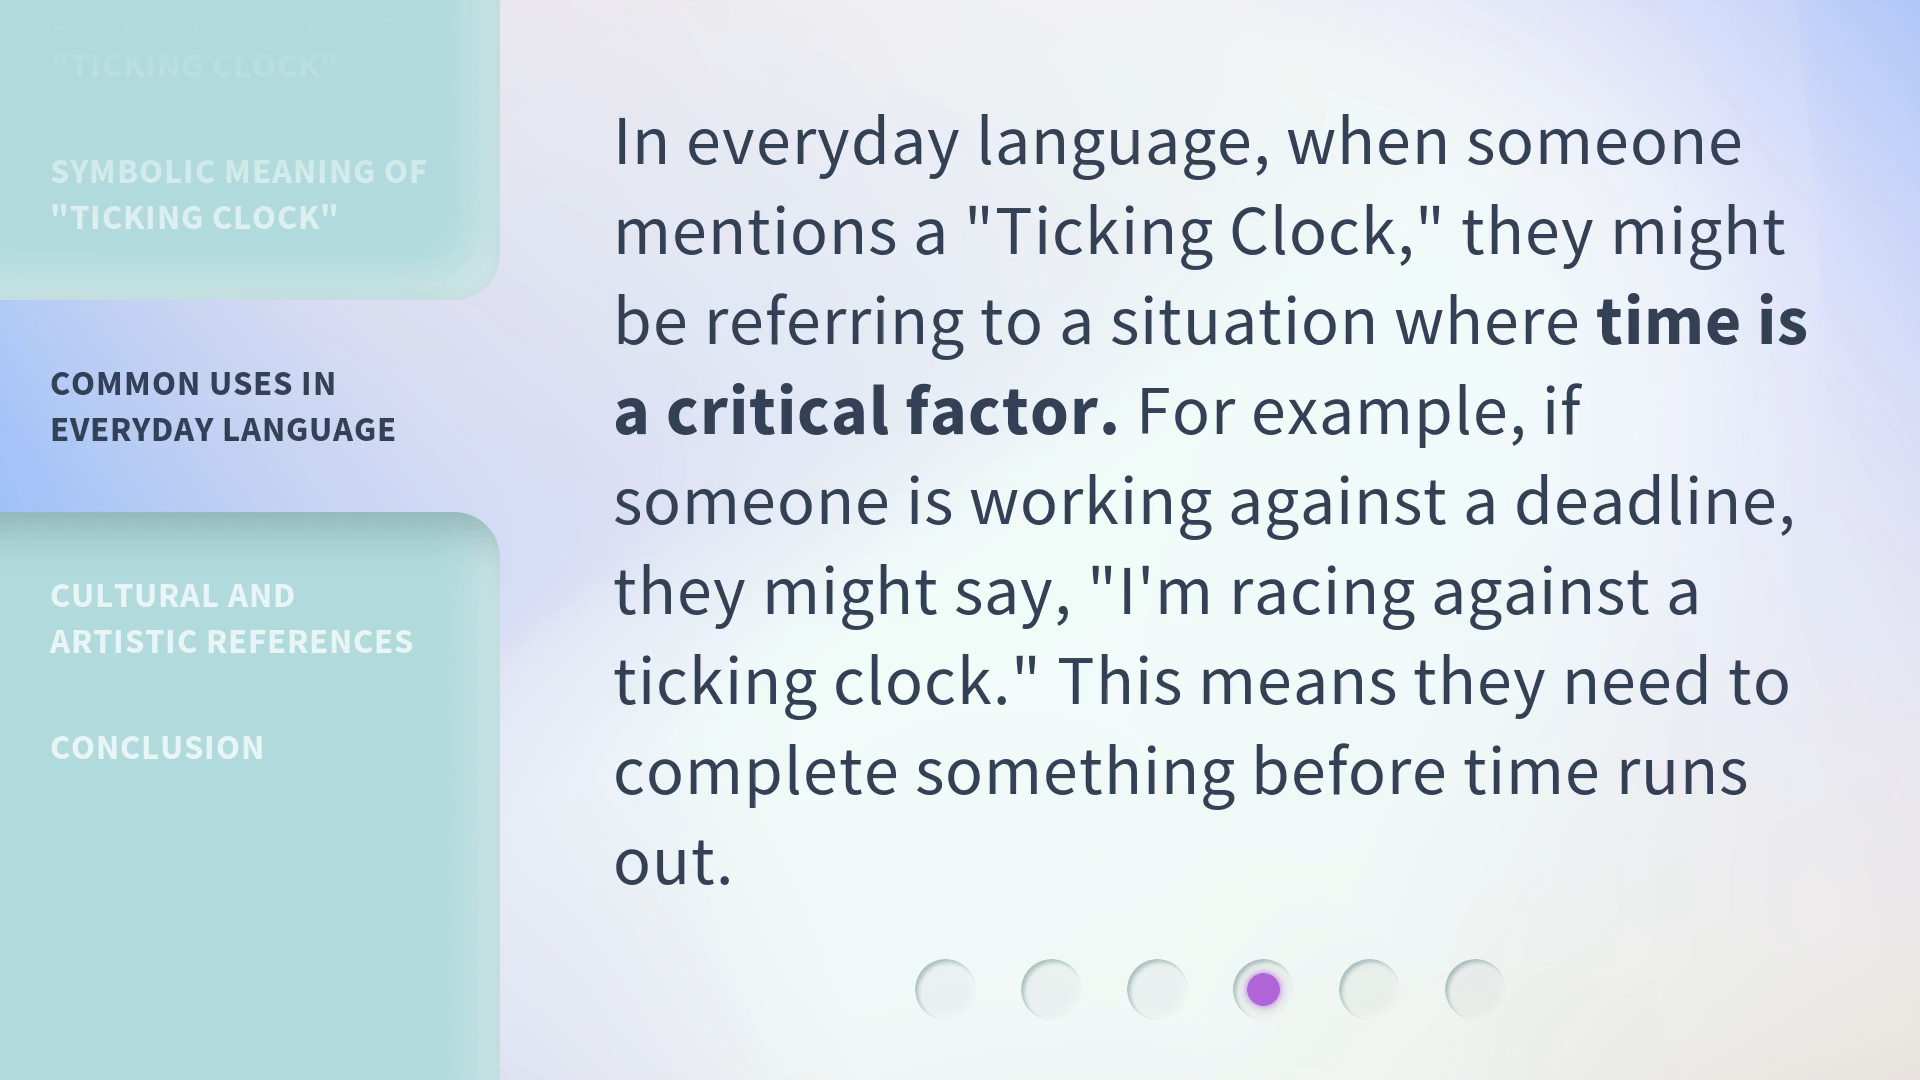 "TICKING CLOCK"
SYMBOLIC MEANING OF
"TICKING CLOCK"
COMMON USES IN
EVERYDAY LANGUAGE
CULTURAL AND
ARTISTIC REFERENCES
CONCLUSION
In everyday language, when someone
mentions a "Ticking Clock," they might
be referring to a situation where time is
a critical factor. For example, if
someone is working against a deadline,
they might say, "I'm racing against a
ticking clock." This means they need to
complete something before time runs
out.